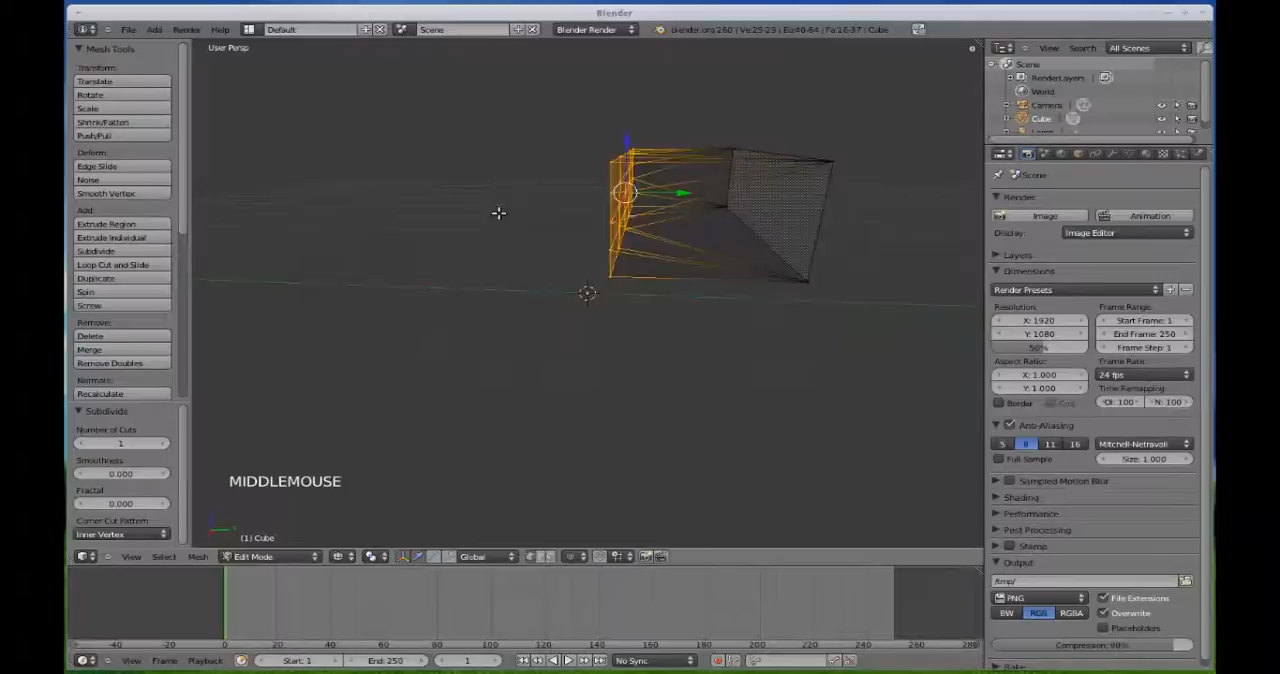 Blender
File Add Render Help Default Scene Blender Render blender.org 260 | Ve:25-29 | Ed:40-64 | Fa:16-37 | Cube
Mesh Tools
Transform:
Translate
Rotate
Scale
Shrink/Fatten
Push/Pull
Deform:
Edge Slide
Noise
Smooth Vertex
Add:
Extrude Region
Extrude Individual
Subdivide
Loop Cut and Slide
Duplicate
Spin
Screw
Remove:
Delete
Merge
Remove Doubles
Normals:
Recalculate
Subdivide
Number of Cuts
1
Smoothness
0.000
Fractal
0.000
Corner Cut Pattern
Inner Vertex
User Persp
MIDDLEMOUSE
(1) Cube
View Select Mesh Edit Mode Global
-40 -20 0 20 40 60 80 100 120 140 160 180 200 220 240 260 280
View Frame Playback Start: 1 End: 250 1 No Sync
View Search All Scenes
Scene
RenderLayers
World
Camera
Cube
Scene
Render
Image Animation
Display: Image Editor
Layers
Dimensions
Render Presets
Resolution: Frame Range:
X: 1920 Start Frame: 1
Y: 1080 End Frame: 250
50% Frame Step: 1
Aspect Ratio: Frame Rate:
X: 1.000 24 fps
Y: 1.000 Time Remapping:
Border Ol: 100 N: 100
Anti-Aliasing
5 8 11 16 Mitchell-Netravali
Full Sample Size: 1.000
Sampled Motion Blur
Shading
Performance
Post Processing
Stamp
Output
/tmp/
PNG File Extensions
BW RGB RGBA Overwrite
Placeholders
Compression: 90%
Bake